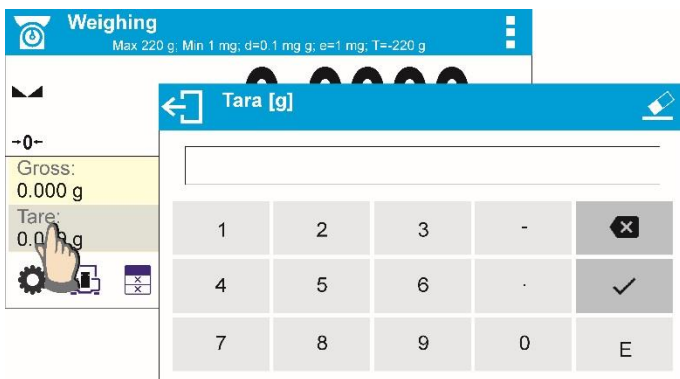 Weighing
Max 220 g; Min 1 mg; d=0.1 mg g; e=1 mg; T=-220 g
Tara [g]
→0←
Gross:
0.000 g
Tare:
1 2 3 -
4 5 6 .
7 8 9 0 E